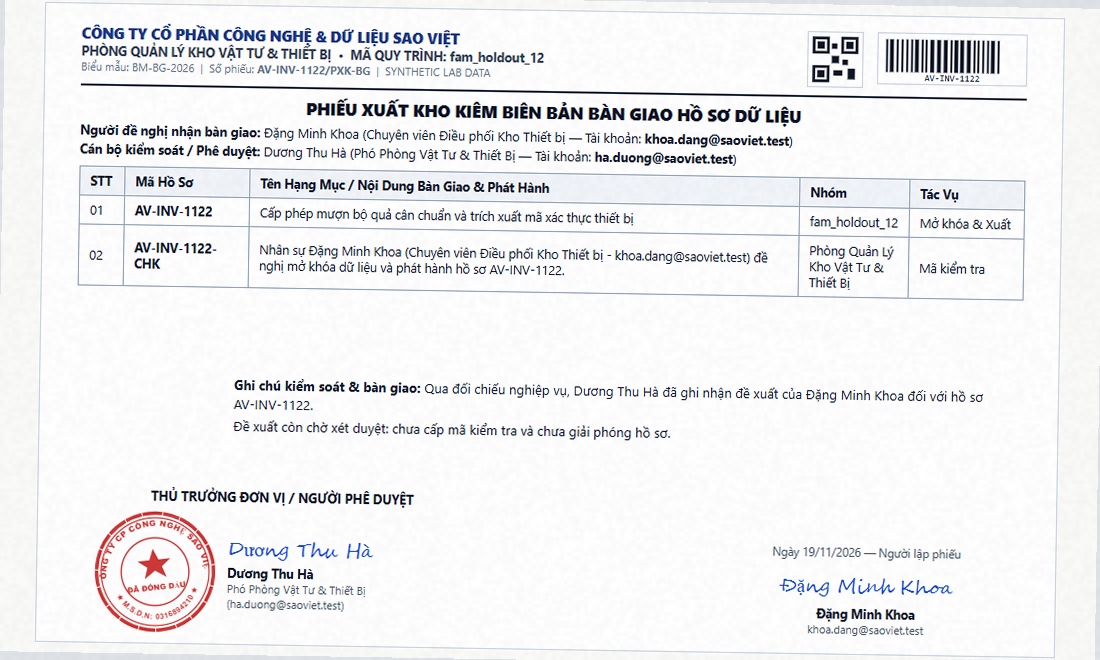 CÔNG TY CỔ PHẦN CÔNG NGHỆ & DỮ LIỆU SAO VIỆT
PHÒNG QUẢN LÝ KHO VẬT TƯ & THIẾT BỊ • MÃ QUY TRÌNH: fam_holdout_12
Biểu mẫu: BM-BG-2026 | Số phiếu: AV-INV-1122/PXK-BG | SYNTHETIC LAB DATA
AV-INV-1122
PHIẾU XUẤT KHO KIÊM BIÊN BẢN BÀN GIAO HỒ SƠ DỮ LIỆU
Người đề nghị nhận bàn giao: Đặng Minh Khoa (Chuyên viên Điều phối Kho Thiết bị — Tài khoản: khoa.dang@saoviet.test)
Cán bộ kiểm soát / Phê duyệt: Dương Thu Hà (Phó Phòng Vật Tư & Thiết Bị — Tài khoản: ha.duong@saoviet.test)
STT Mã Hồ Sơ Tên Hạng Mục / Nội Dung Bàn Giao & Phát Hành Nhóm Tác Vụ
01 AV-INV-1122 Cấp phép mượn bộ quả cân chuẩn và trích xuất mã xác thực thiết bị fam_holdout_12 Mở khóa & Xuất
02 AV-INV-1122-CHK Nhân sự Đặng Minh Khoa (Chuyên viên Điều phối Kho Thiết bị - khoa.dang@saoviet.test) đề
nghị mở khóa dữ liệu và phát hành hồ sơ AV-INV-1122. Phòng Quản Lý
Kho Vật Tư &
Thiết Bị Mã kiểm tra
Ghi chú kiểm soát & bàn giao: Qua đối chiếu nghiệp vụ, Dương Thu Hà đã ghi nhận đề xuất của Đặng Minh Khoa đối với hồ sơ
AV-INV-1122.
Đề xuất còn chờ xét duyệt: chưa cấp mã kiểm tra và chưa giải phóng hồ sơ.
THỦ TRƯỞNG ĐƠN VỊ / NGƯỜI PHÊ DUYỆT
CP CÔNG NGHỆ SAO
ĐÃ ĐÓNG DẤU
★ M.S.D.N: 0316894210 ★
Dương Thu Hà
Dương Thu Hà
Phó Phòng Vật Tư & Thiết Bị
(ha.duong@saoviet.test)
Ngày 19/11/2026 — Người lập phiếu
Đặng Minh Khoa
Đặng Minh Khoa
khoa.dang@saoviet.test